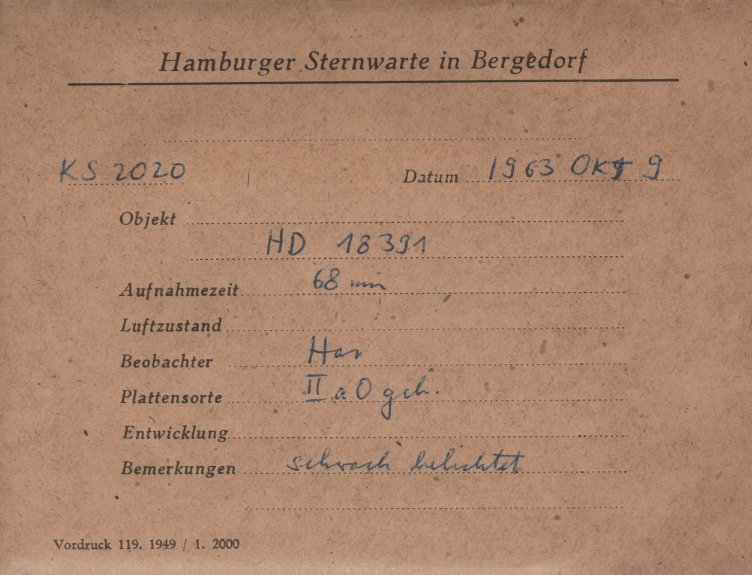 Hamburger Sternwarte in Bergedorf
KS 2020 Datum 1963 Okt 9
Objekt
HD 18391
Aufnahmezeit 68 min
Luftzustand
Beobachter Har
Plattensorte II a O geh.
Entwicklung
Bemerkungen schwach belichtet
Vordruck 119. 1949 / 1. 2000